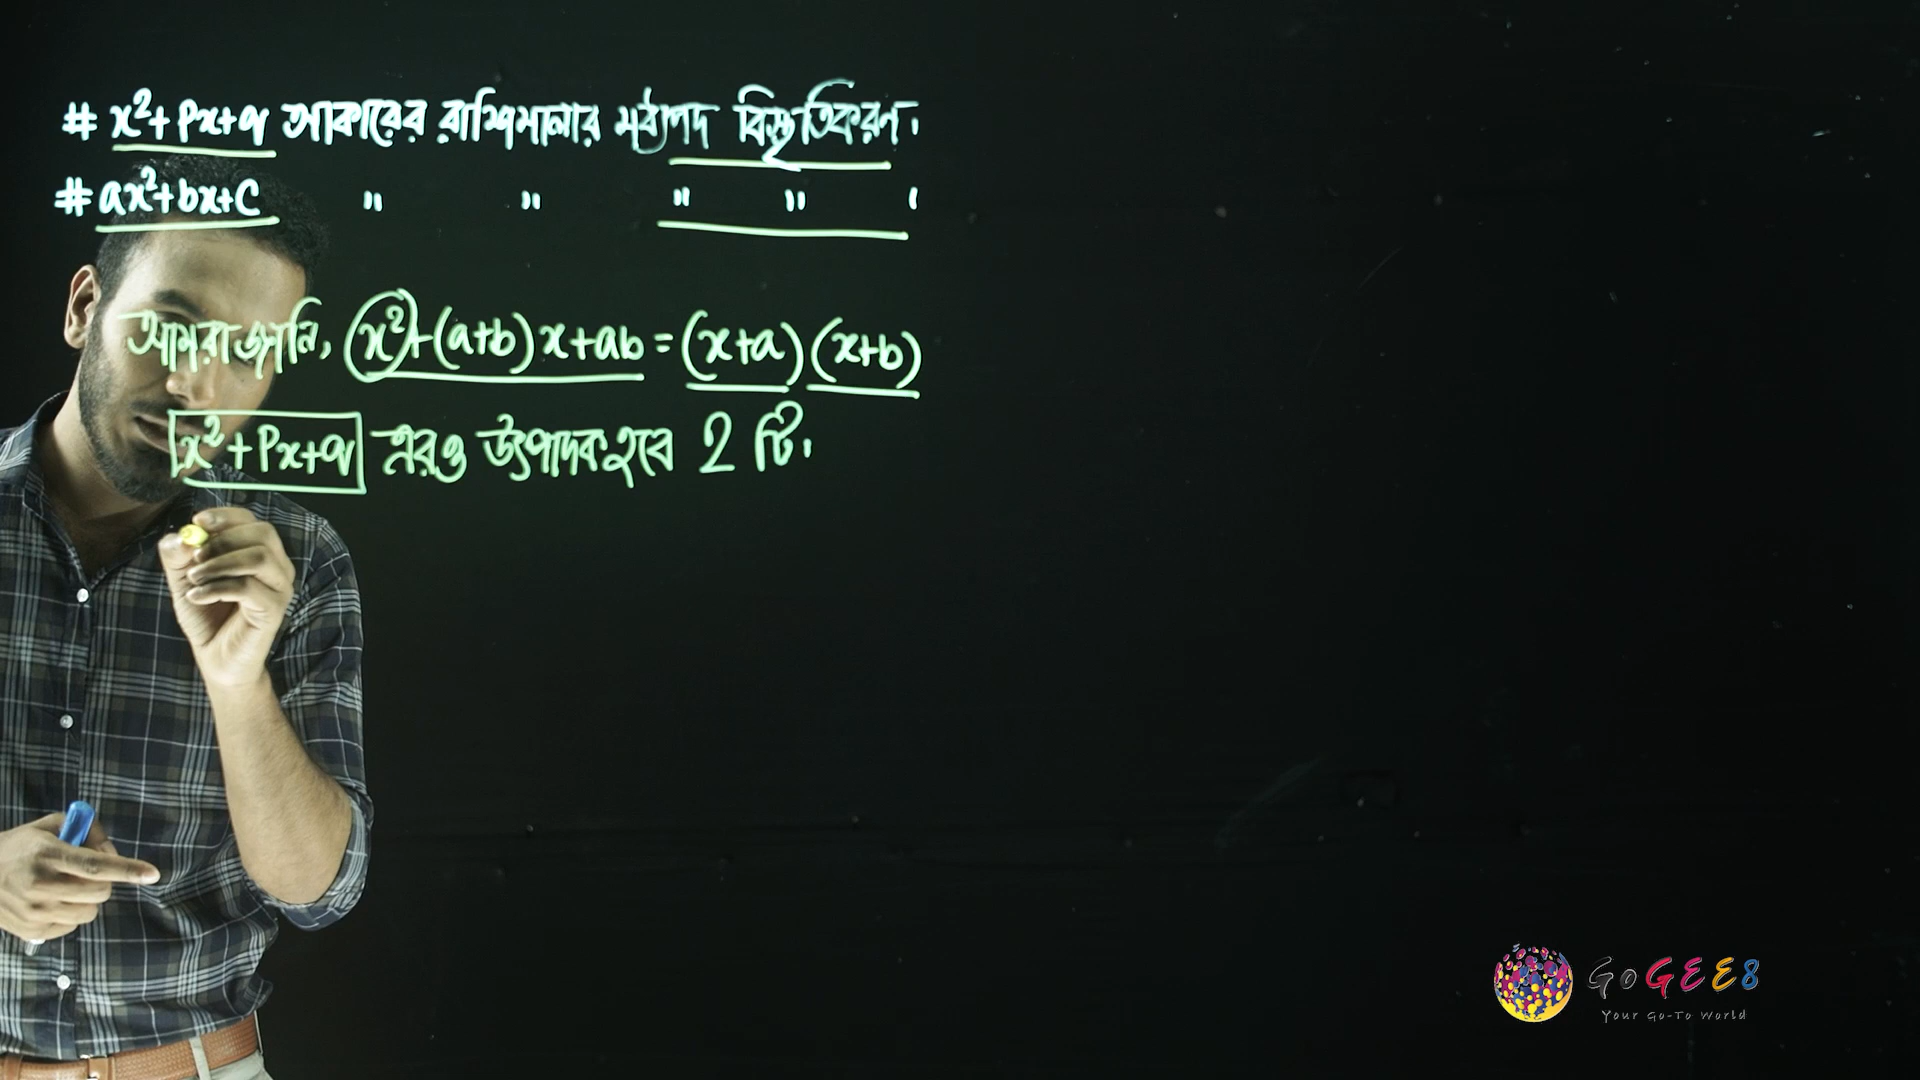 # x²+Px+q আকারের রাশিমালার মধ্যপদ বিস্তৃতিকরণ।
# ax²+bx+c " " " " ।
আমরা জানি, x²+(a+b)x+ab = (x+a)(x+b)
x²+Px+q এরও উৎপাদক হবে 2 টি।
GoGEE8
Your Go-To World